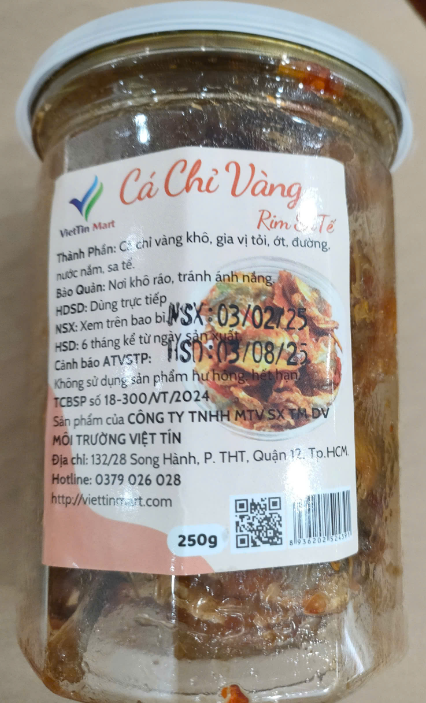 VietTin Mart
Cá Chỉ Vàng
Rim Sa Tế
Thành Phần: Cá chỉ vàng khô, gia vị tỏi, ớt, đường,
nước nắm, sa tế.
Bảo Quản: Nơi khô ráo, tránh ánh nắng.
HDSD: Dùng trực tiếp
NSX: Xem trên bao bì.
NSX: 03/02/25
HSD: 6 tháng kể từ ngày sản xuất
HSD: 03/08/25
Cảnh báo ATVSTP:
Không sử dụng sản phẩm hư hỏng, hết hạn
TCBSP số 18-300/VT/2024
Sản phẩm của CÔNG TY TNHH MTV SX TM DV
MÔI TRƯỜNG VIỆT TÍN
Địa chỉ: 132/28 Song Hành, P. THT, Quận 12, Tp.HCM
Hotline: 0379 026 028
http://viettinmart.com
250g